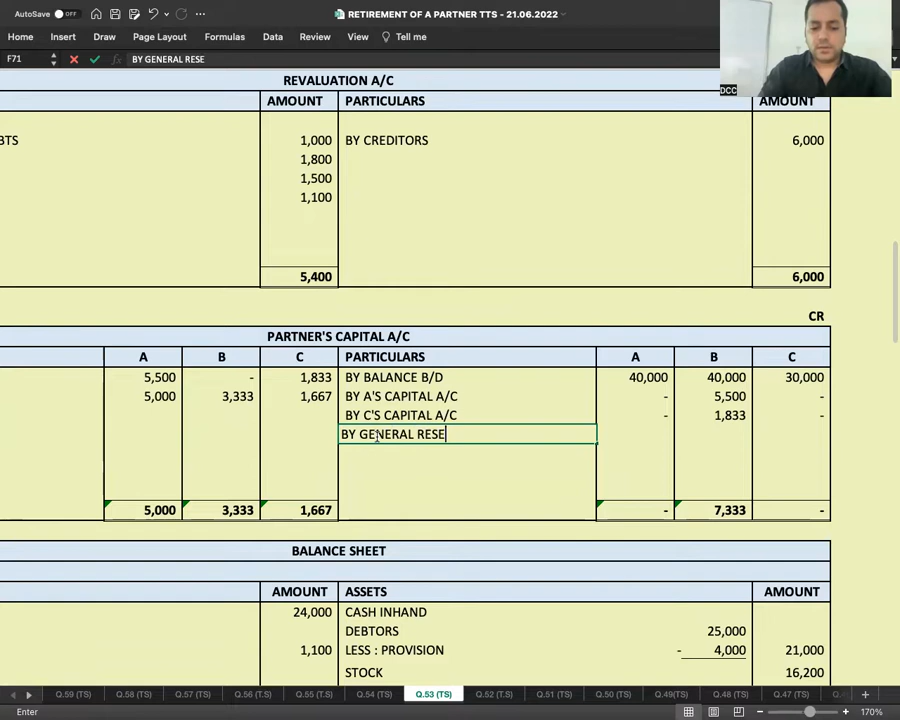 AutoSave OFF RETIREMENT OF A PARTNER TTS - 21.06.2022
Home Insert Draw Page Layout Formulas Data Review View Tell me
F71 fx BY GENERAL RESE
DCC
REVALUATION A/C
AMOUNT PARTICULARS AMOUNT
BTS 1,000 BY CREDITORS 6,000
1,800
1,500
1,100
5,400 6,000
CR
PARTNER'S CAPITAL A/C
A B C PARTICULARS A B C
5,500 - 1,833 BY BALANCE B/D 40,000 40,000 30,000
5,000 3,333 1,667 BY A'S CAPITAL A/C - 5,500 -
BY C'S CAPITAL A/C - 1,833 -
BY GENERAL RESE
5,000 3,333 1,667 - 7,333 -
BALANCE SHEET
AMOUNT ASSETS AMOUNT
24,000 CASH INHAND
DEBTORS 25,000
1,100 LESS : PROVISION - 4,000 21,000
STOCK 16,200
Q.59 (TS) Q.58 (TS) Q.57 (TS) Q.56 (T.S) Q.55 (T.S) Q.54 (TS) Q.53 (TS) Q.52 (T.S) Q.51 (TS) Q.50 (TS) Q.49(TS) Q.48 (TS) Q.47 (TS)
Enter 170%